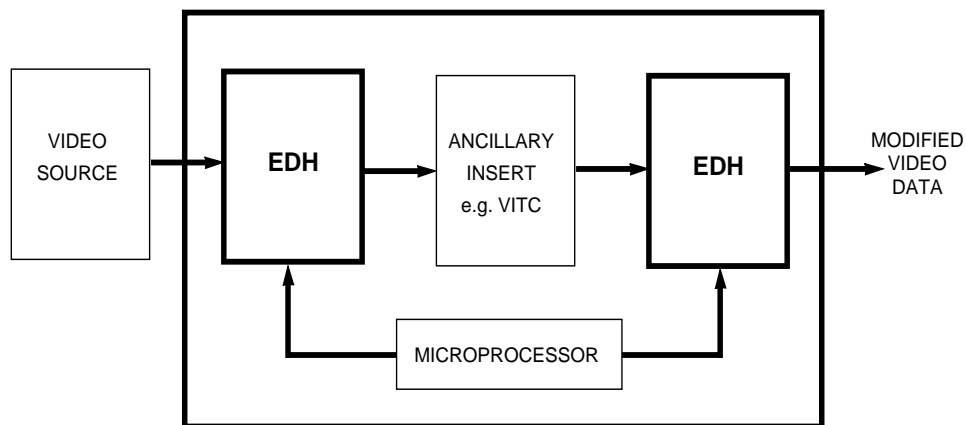 VIDEO
SOURCE
EDH
ANCILLARY
INSERT
e.g. VITC
EDH
MODIFIED
VIDEO
DATA
MICROPROCESSOR